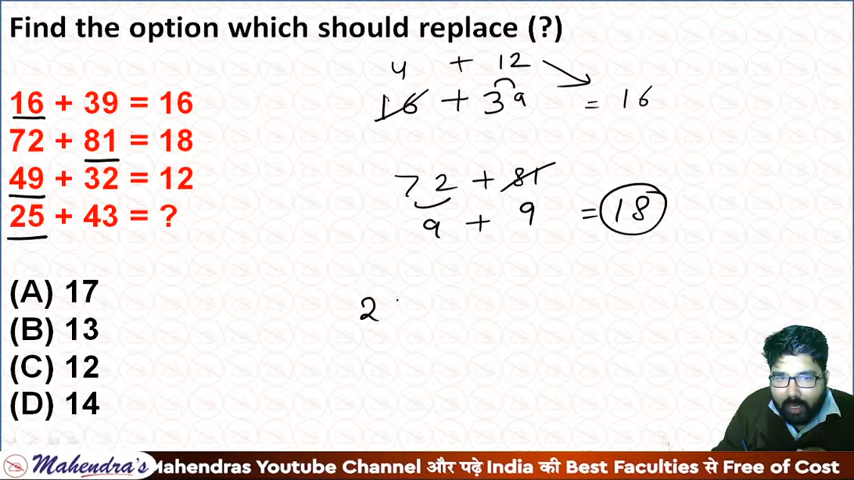 Find the option which should replace (?)
4 + 12
16 + 39 = 16
16 + 39 = 16
72 + 81 = 18
49 + 32 = 12
25 + 43 = ?
72 + 81
9 + 9 = 18
(A) 17
(B) 13
(C) 12
(D) 14
2
Mahendra's
Mahendras Youtube Channel और पढ़े India की Best Faculties से Free of Cost